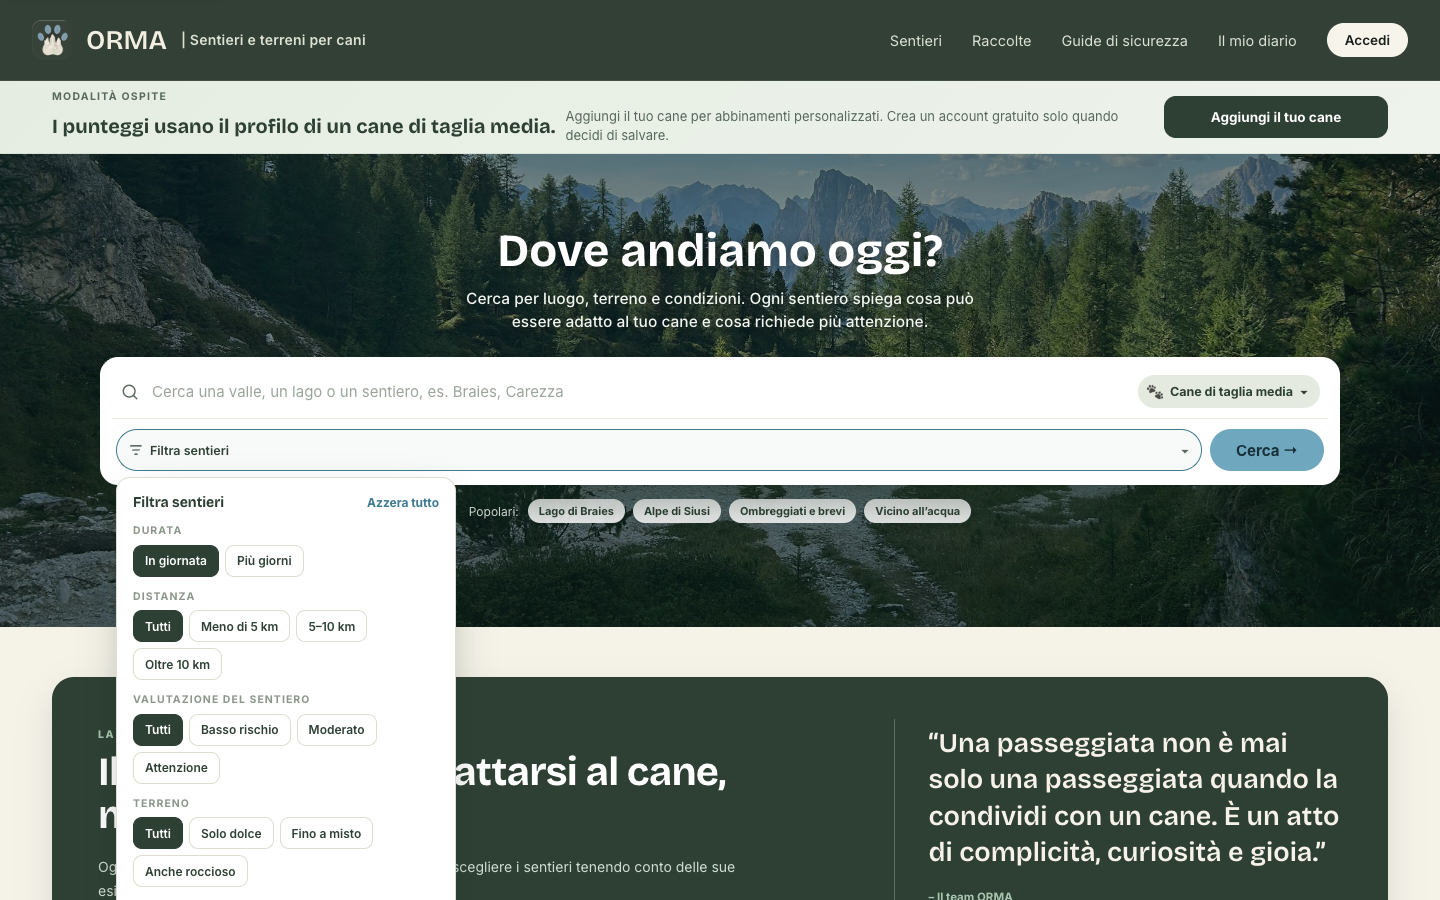 ORMA
| Sentieri e terreni per cani
Sentieri
Raccolte
Guide di sicurezza
Il mio diario
Accedi
MODALITÀ OSPITE
I punteggi usano il profilo di un cane di taglia media.
Aggiungi il tuo cane per abbinamenti personalizzati. Crea un account gratuito solo quando
decidi di salvare.
Aggiungi il tuo cane
Dove andiamo oggi?
Cerca per luogo, terreno e condizioni. Ogni sentiero spiega cosa può
essere adatto al tuo cane e cosa richiede più attenzione.
Cerca una valle, un lago o un sentiero, es. Braies, Carezza
Cane di taglia media
Filtra sentieri
Cerca →
Filtra sentieri
Azzera tutto
DURATA
In giornata
Più giorni
DISTANZA
Tutti
Meno di 5 km
5–10 km
Oltre 10 km
VALUTAZIONE DEL SENTIERO
Tutti
Basso rischio
Moderato
Attenzione
TERRENO
Tutti
Solo dolce
Fino a misto
Anche roccioso
Popolari:
Lago di Braies
Alpe di Siusi
Ombreggiati e brevi
Vicino all’acqua
LA
attarsi al cane,
scegliere i sentieri tenendo conto delle sue
“Una passeggiata non è mai
solo una passeggiata quando la
condividi con un cane. È un atto
di complicità, curiosità e gioia.”
– Il team ORMA